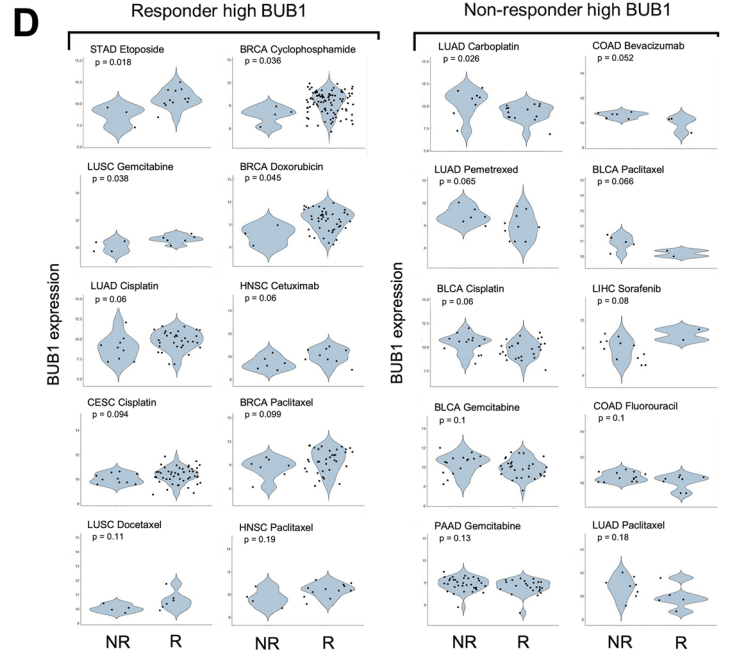 D
Responder high BUB1
Non-responder high BUB1
STAD Etoposide
p = 0.018
BRCA Cyclophosphamide
p = 0.036
LUAD Carboplatin
p = 0.026
COAD Bevacizumab
p = 0.052
LUSC Gemcitabine
p = 0.038
BRCA Doxorubicin
p = 0.045
LUAD Pemetrexed
p = 0.065
BLCA Paclitaxel
p = 0.066
BUB1 expression
BUB1 expression
LUAD Cisplatin
p = 0.06
HNSC Cetuximab
p = 0.06
BLCA Cisplatin
p = 0.06
LIHC Sorafenib
p = 0.08
CESC Cisplatin
p = 0.094
BRCA Paclitaxel
p = 0.099
BLCA Gemcitabine
p = 0.1
COAD Fluorouracil
p = 0.1
LUSC Docetaxel
p = 0.11
HNSC Paclitaxel
p = 0.19
PAAD Gemcitabine
p = 0.13
LUAD Paclitaxel
p = 0.18
NR R NR R NR R NR R